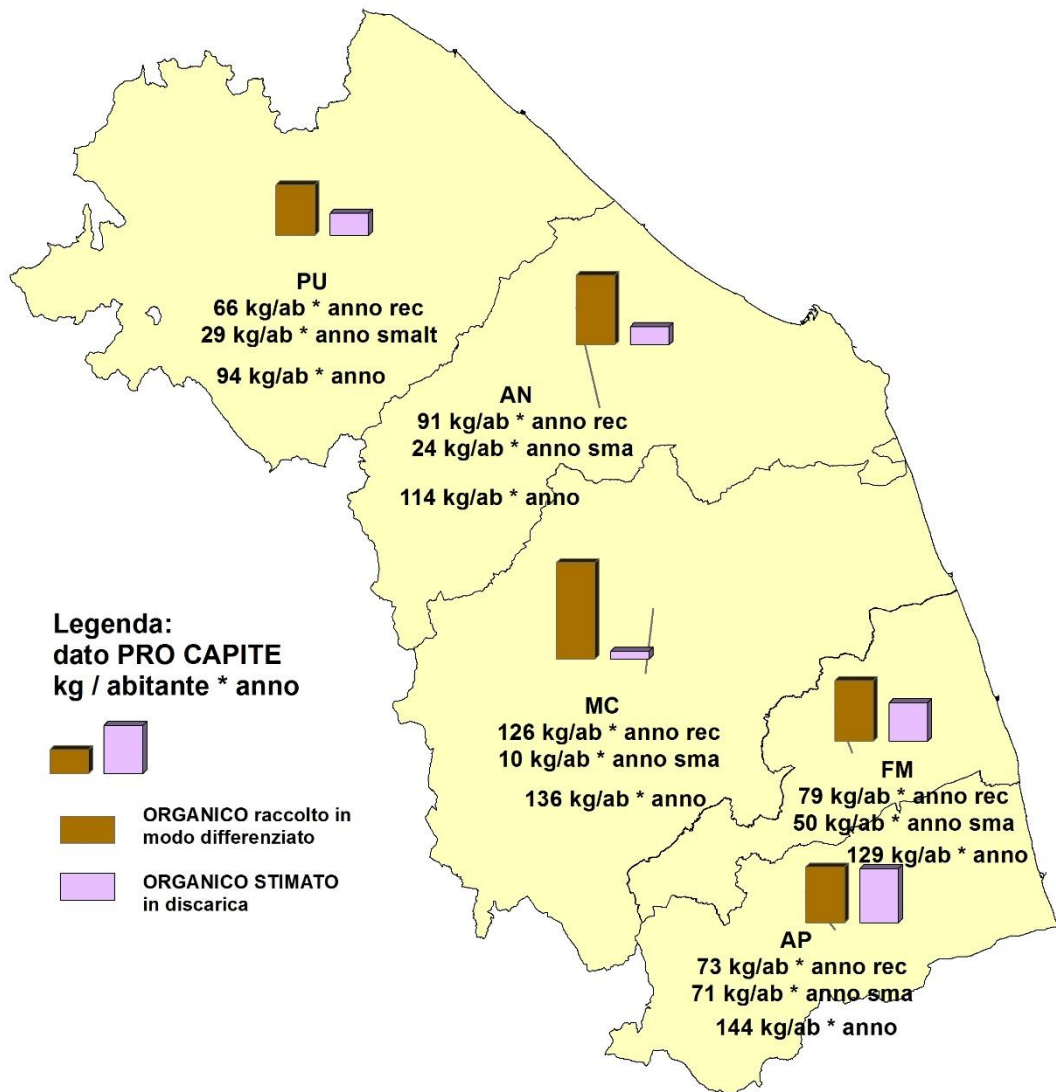 PU
66 kg/ab * anno rec
29 kg/ab * anno smalt
94 kg/ab * anno
AN
91 kg/ab * anno rec
24 kg/ab * anno sma
114 kg/ab * anno
Legenda:
dato PRO CAPITE
kg / abitante * anno
ORGANICO raccolto in
modo differenziato
ORGANICO STIMATO
in discarica
MC
126 kg/ab * anno rec
10 kg/ab * anno sma
136 kg/ab * anno
FM
79 kg/ab * anno rec
50 kg/ab * anno sma
129 kg/ab * anno
AP
73 kg/ab * anno rec
71 kg/ab * anno sma
144 kg/ab * anno